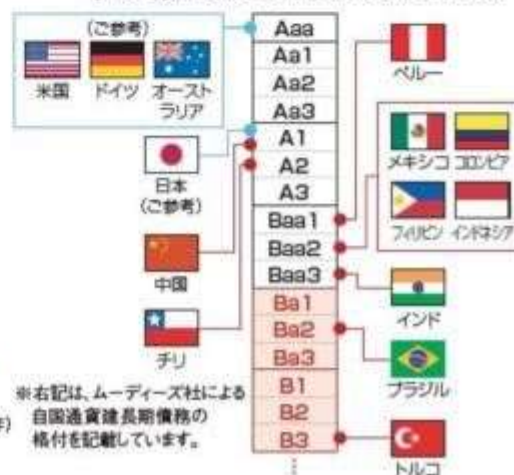 (ご参考)
米国
ドイツ
オースト
ラリア
日本
(ご参考)
中国
チリ
Aaa
Aa1
Aa2
Aa3
A1
A2
A3
Baa1
Baa2
Baa3
Ba1
Ba2
Ba3
B1
B2
B3
ペルー
メキシコ
コロンビア
フィリピン
インドネシア
インド
ブラジル
トルコ
※右記は、ムーディーズ社による
自国通貨建長期債務の
格付を記載しています。